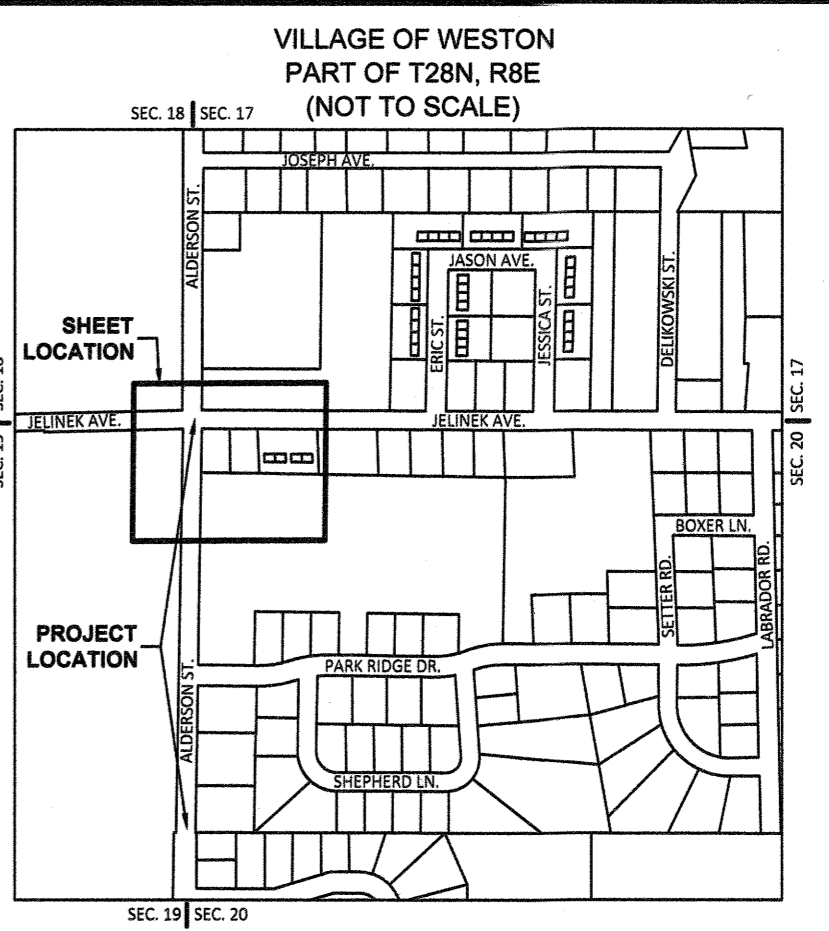 VILLAGE OF WESTON
PART OF T28N, R8E
(NOT TO SCALE)
SEC. 18 SEC. 17
JOSEPH AVE.
ALDERSON ST.
JASON AVE.
ERIC ST.
JESSICA ST.
DELIKOWSKI ST.
SHEET
LOCATION
SEC. 17
JELINEK AVE.
JELINEK AVE.
SEC. 20
BOXER LN.
SETTER RD.
LABRADOR RD.
PROJECT
LOCATION
PARK RIDGE DR.
ALDERSON ST.
SHEPHERD LN.
SEC. 19 SEC. 20